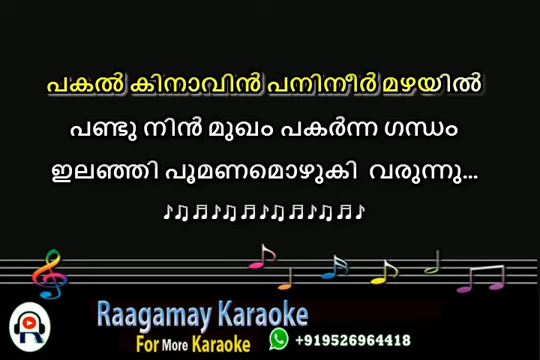 പകൽ കിനാവിൻ പനിനീർ മഴയിൽ
പണ്ടു നിൻ മുഖം പകർന്ന ഗന്ധം
ഇലഞ്ഞി പൂമണമൊഴുകി വരുന്നു...
♪♫♬♪♫♬♪♫♬♪♫♬♪
Raagamay Karaoke
For More Karaoke +919526964418